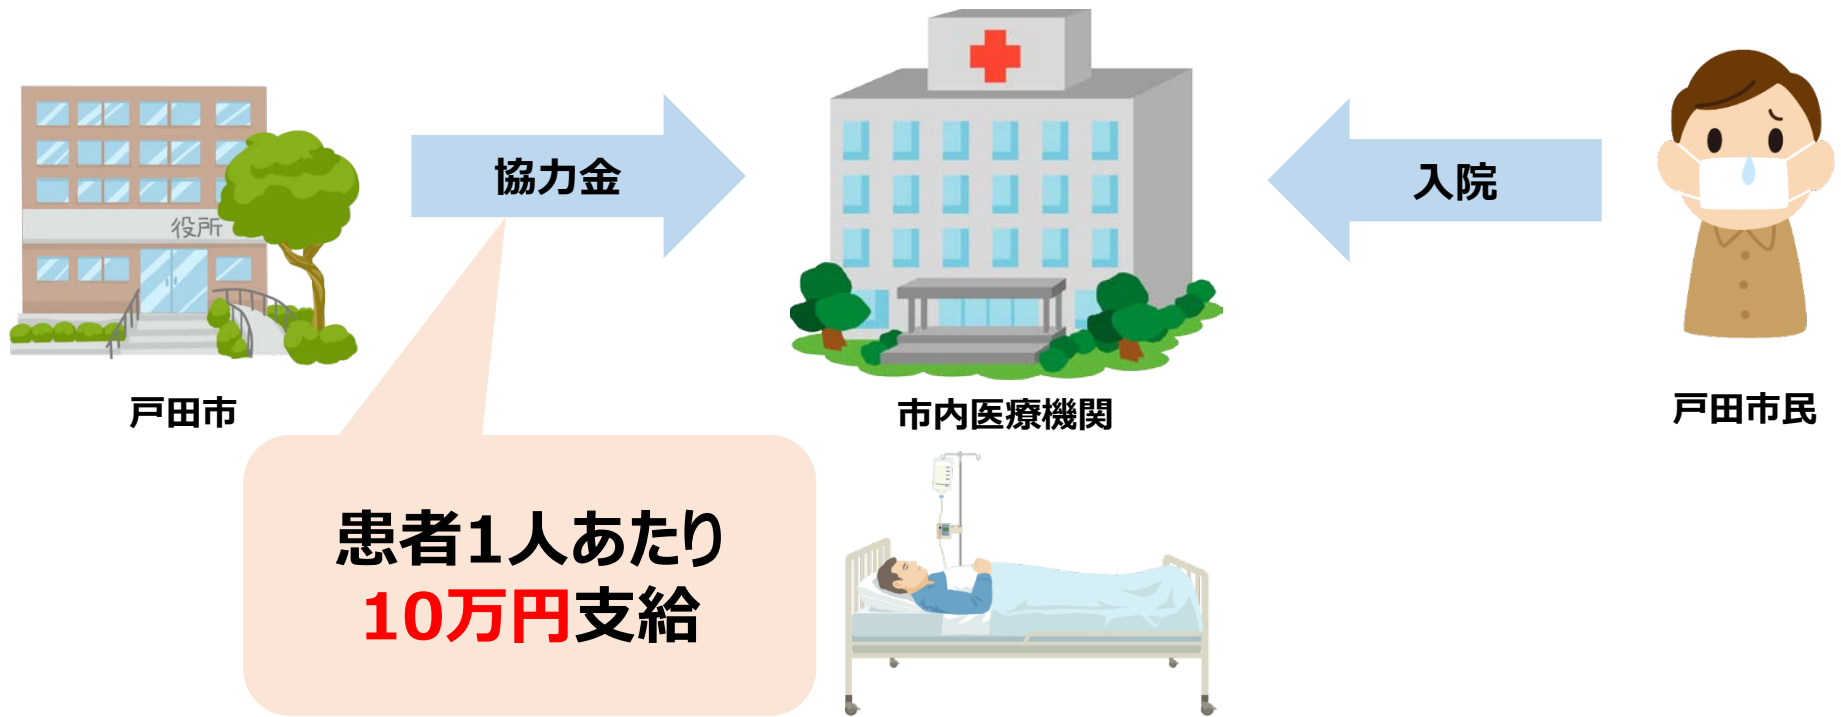 協力金
入院
役所
戸田市
市内医療機関
戸田市民
患者1人あたり
10万円支給